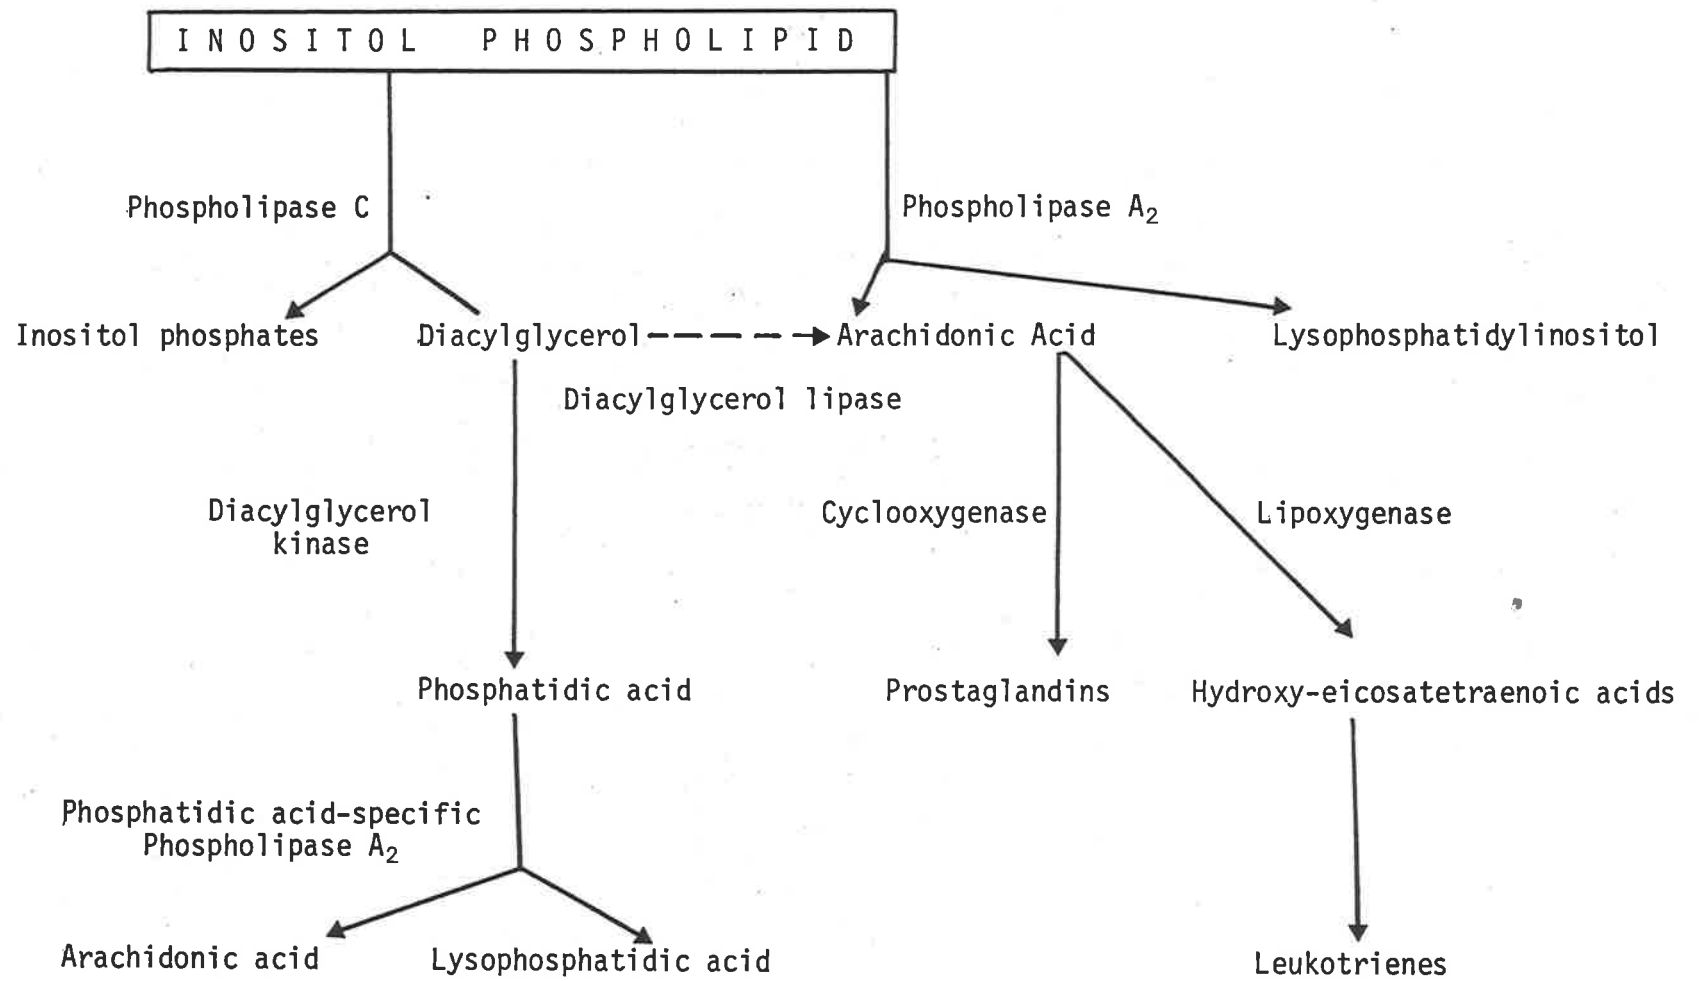 INOSITOL PHOSPHOLIPID
Phospholipase C
Phospholipase A2
Inositol phosphates
Diacylglycerol
Arachidonic Acid
Lysophosphatidylinositol
Diacylglycerol lipase
Diacylglycerol
kinase
Cyclooxygenase
Lipoxygenase
Phosphatidic acid
Prostaglandins
Hydroxy-eicosatetraenoic acids
Phosphatidic acid-specific
Phospholipase A2
Arachidonic acid
Lysophosphatidic acid
Leukotrienes